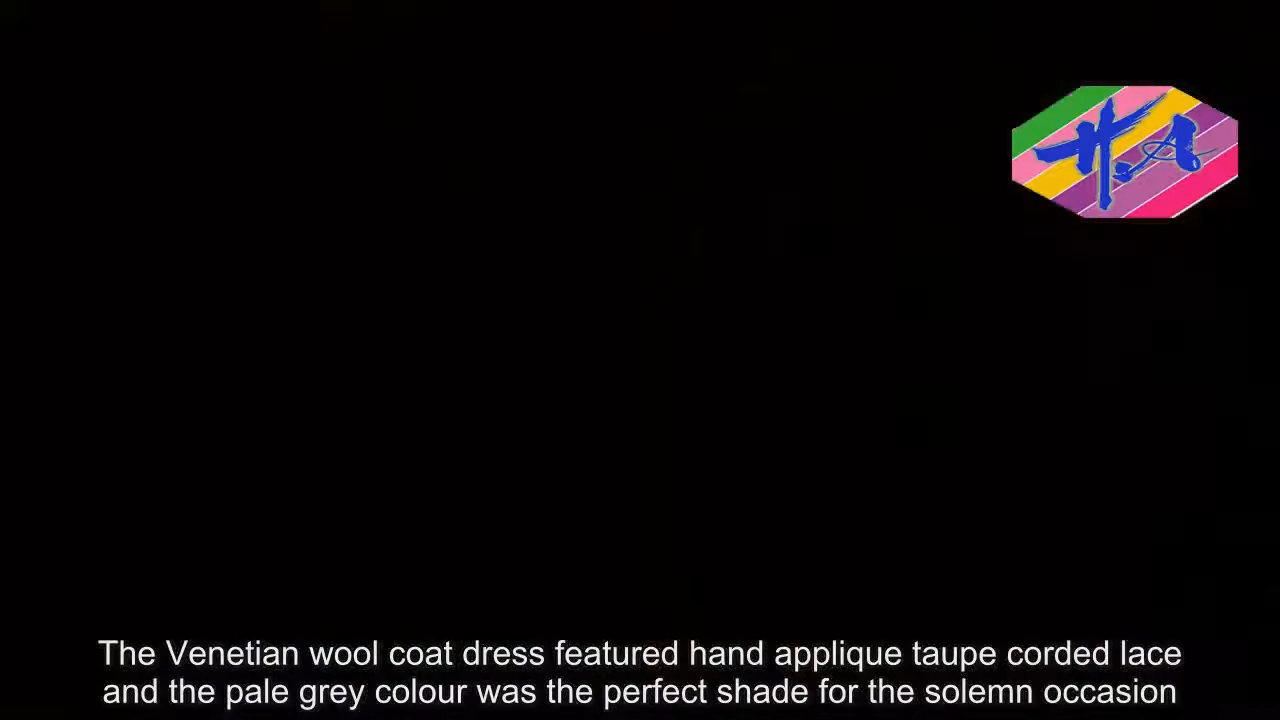 The Venetian wool coat dress featured hand applique taupe corded lace
and the pale grey colour was the perfect shade for the solemn occasion